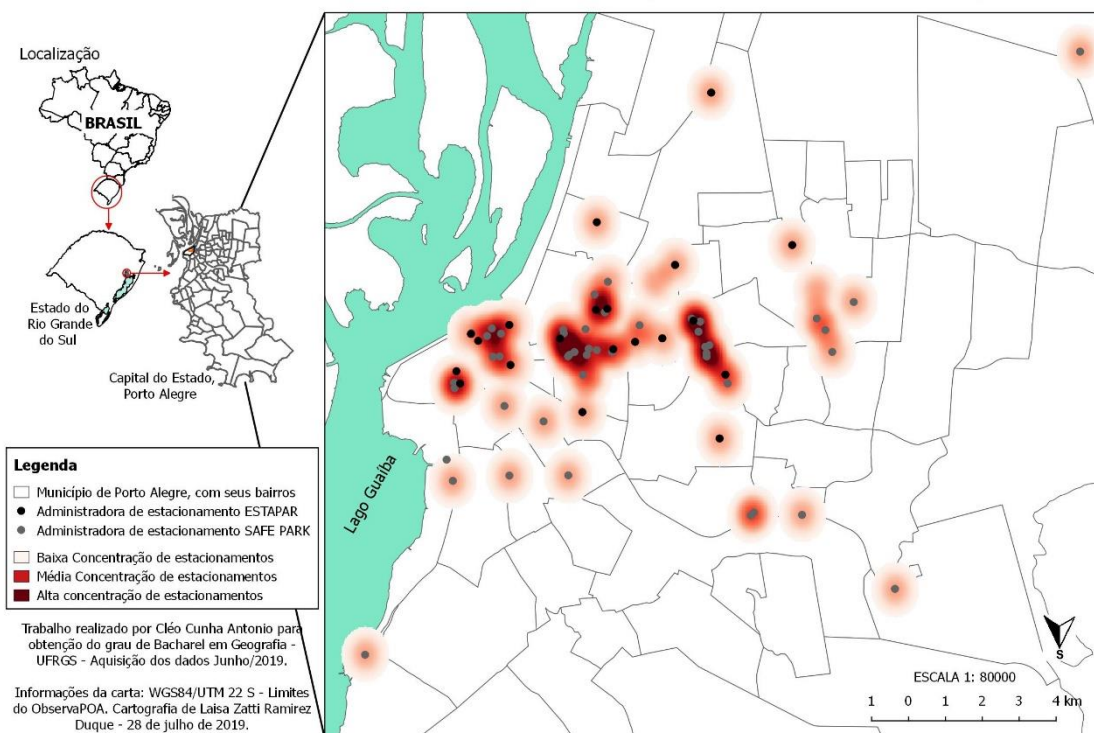 Localização
BRASIL
Estado do
Rio Grande
do Sul
Capital do Estado,
Porto Alegre
Legenda
Município de Porto Alegre, com seus bairros
Administradora de estacionamento ESTAPAR
Administradora de estacionamento SAFE PARK
Baixa Concentração de estacionamentos
Média Concentração de estacionamentos
Alta concentração de estacionamentos
Trabalho realizado por Cléo Cunha Antonio para
obtenção do grau de Bacharel em Geografia -
UFRGS - Aquisição dos dados Junho/2019.
Informações da carta: WGS84/UTM 22 S - Limites
do ObservaPOA. Cartografia de Laisa Zatti Ramirez
Duque - 28 de julho de 2019.
Lago Guaíba
S
ESCALA 1: 80000
1 0 1 2 3 4 km